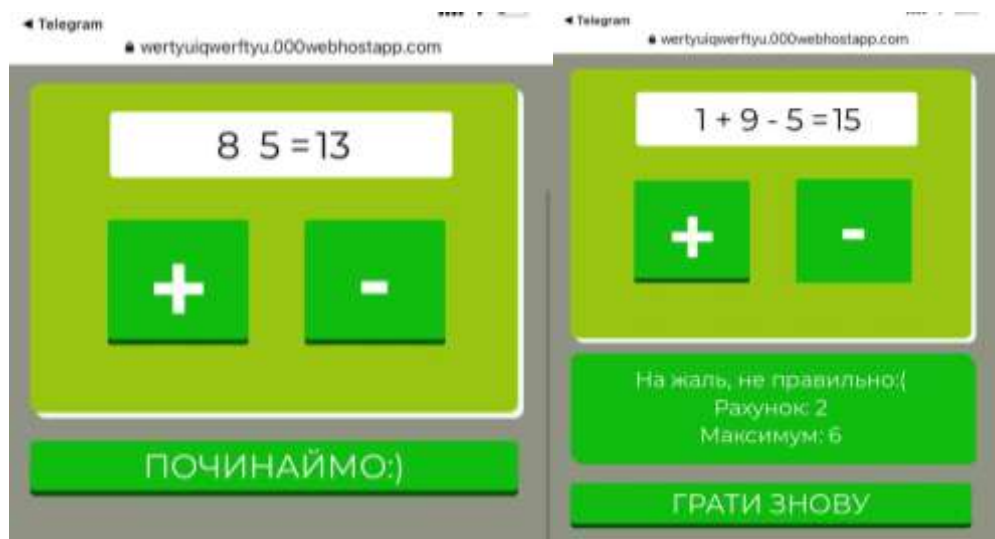 ◄ Telegram
wertyuiqwerftyu.000webhostapp.com
8 5 = 13
+ -
ПОЧИНАЙМО:)
◄ Telegram
wertyuiqwerftyu.000webhostapp.com
1 + 9 - 5 = 15
+ -
На жаль, не правильно:(
Рахунок: 2
Максимум: 6
ГРАТИ ЗНОВУ